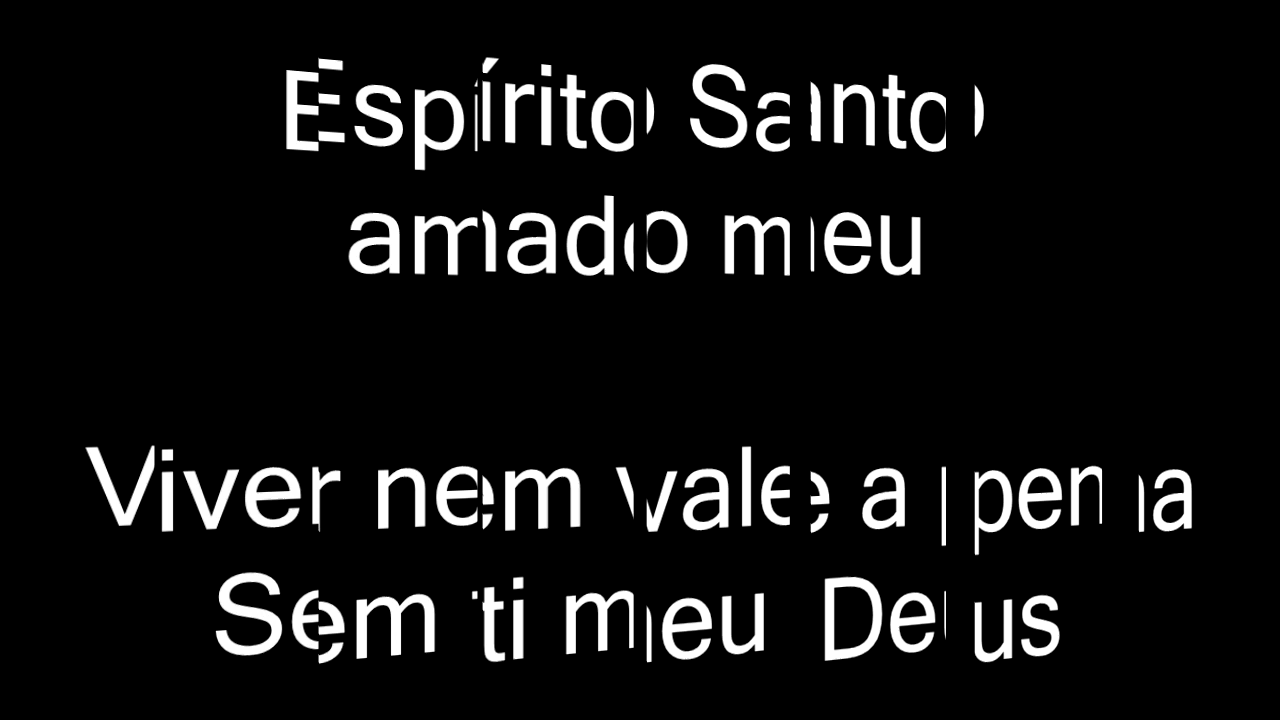 Espírito Santo
amado meu
Viver nem vale a pena
Sem ti meu Deus